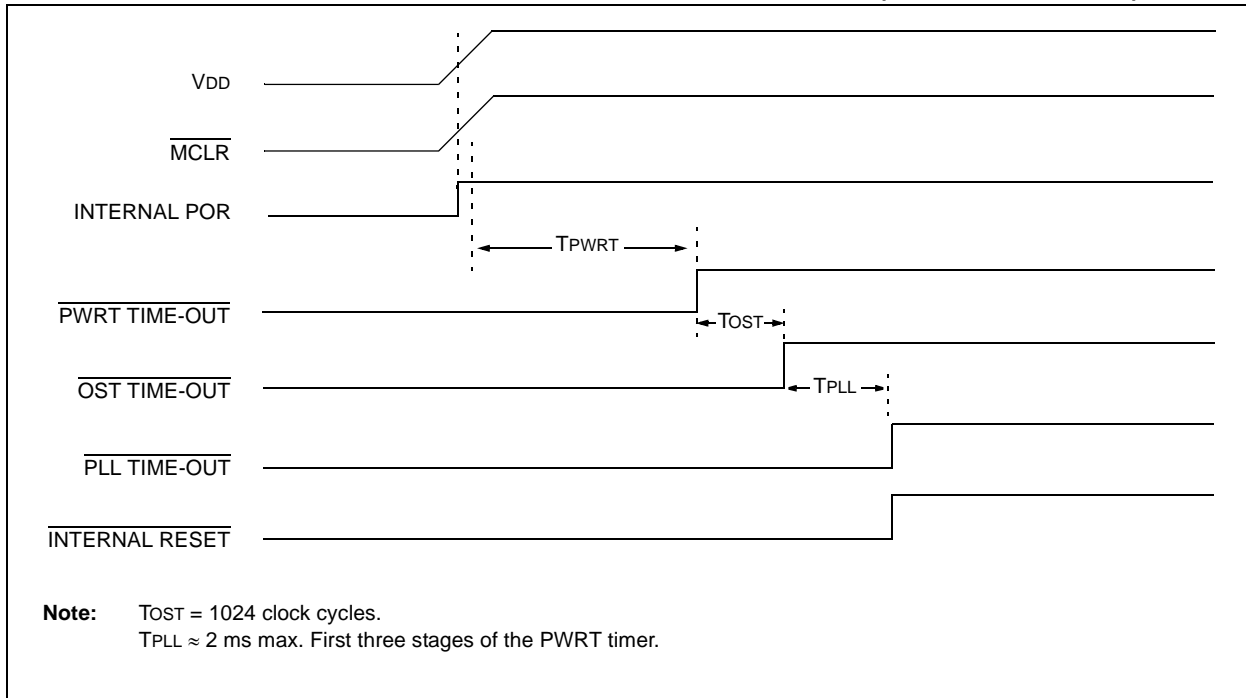 VDD
MCLR
INTERNAL POR
TPWRT
PWRT TIME-OUT
TOST
OST TIME-OUT
TPLL
PLL TIME-OUT
INTERNAL RESET
Note: TOST = 1024 clock cycles.
TPLL ≈ 2 ms max. First three stages of the PWRT timer.